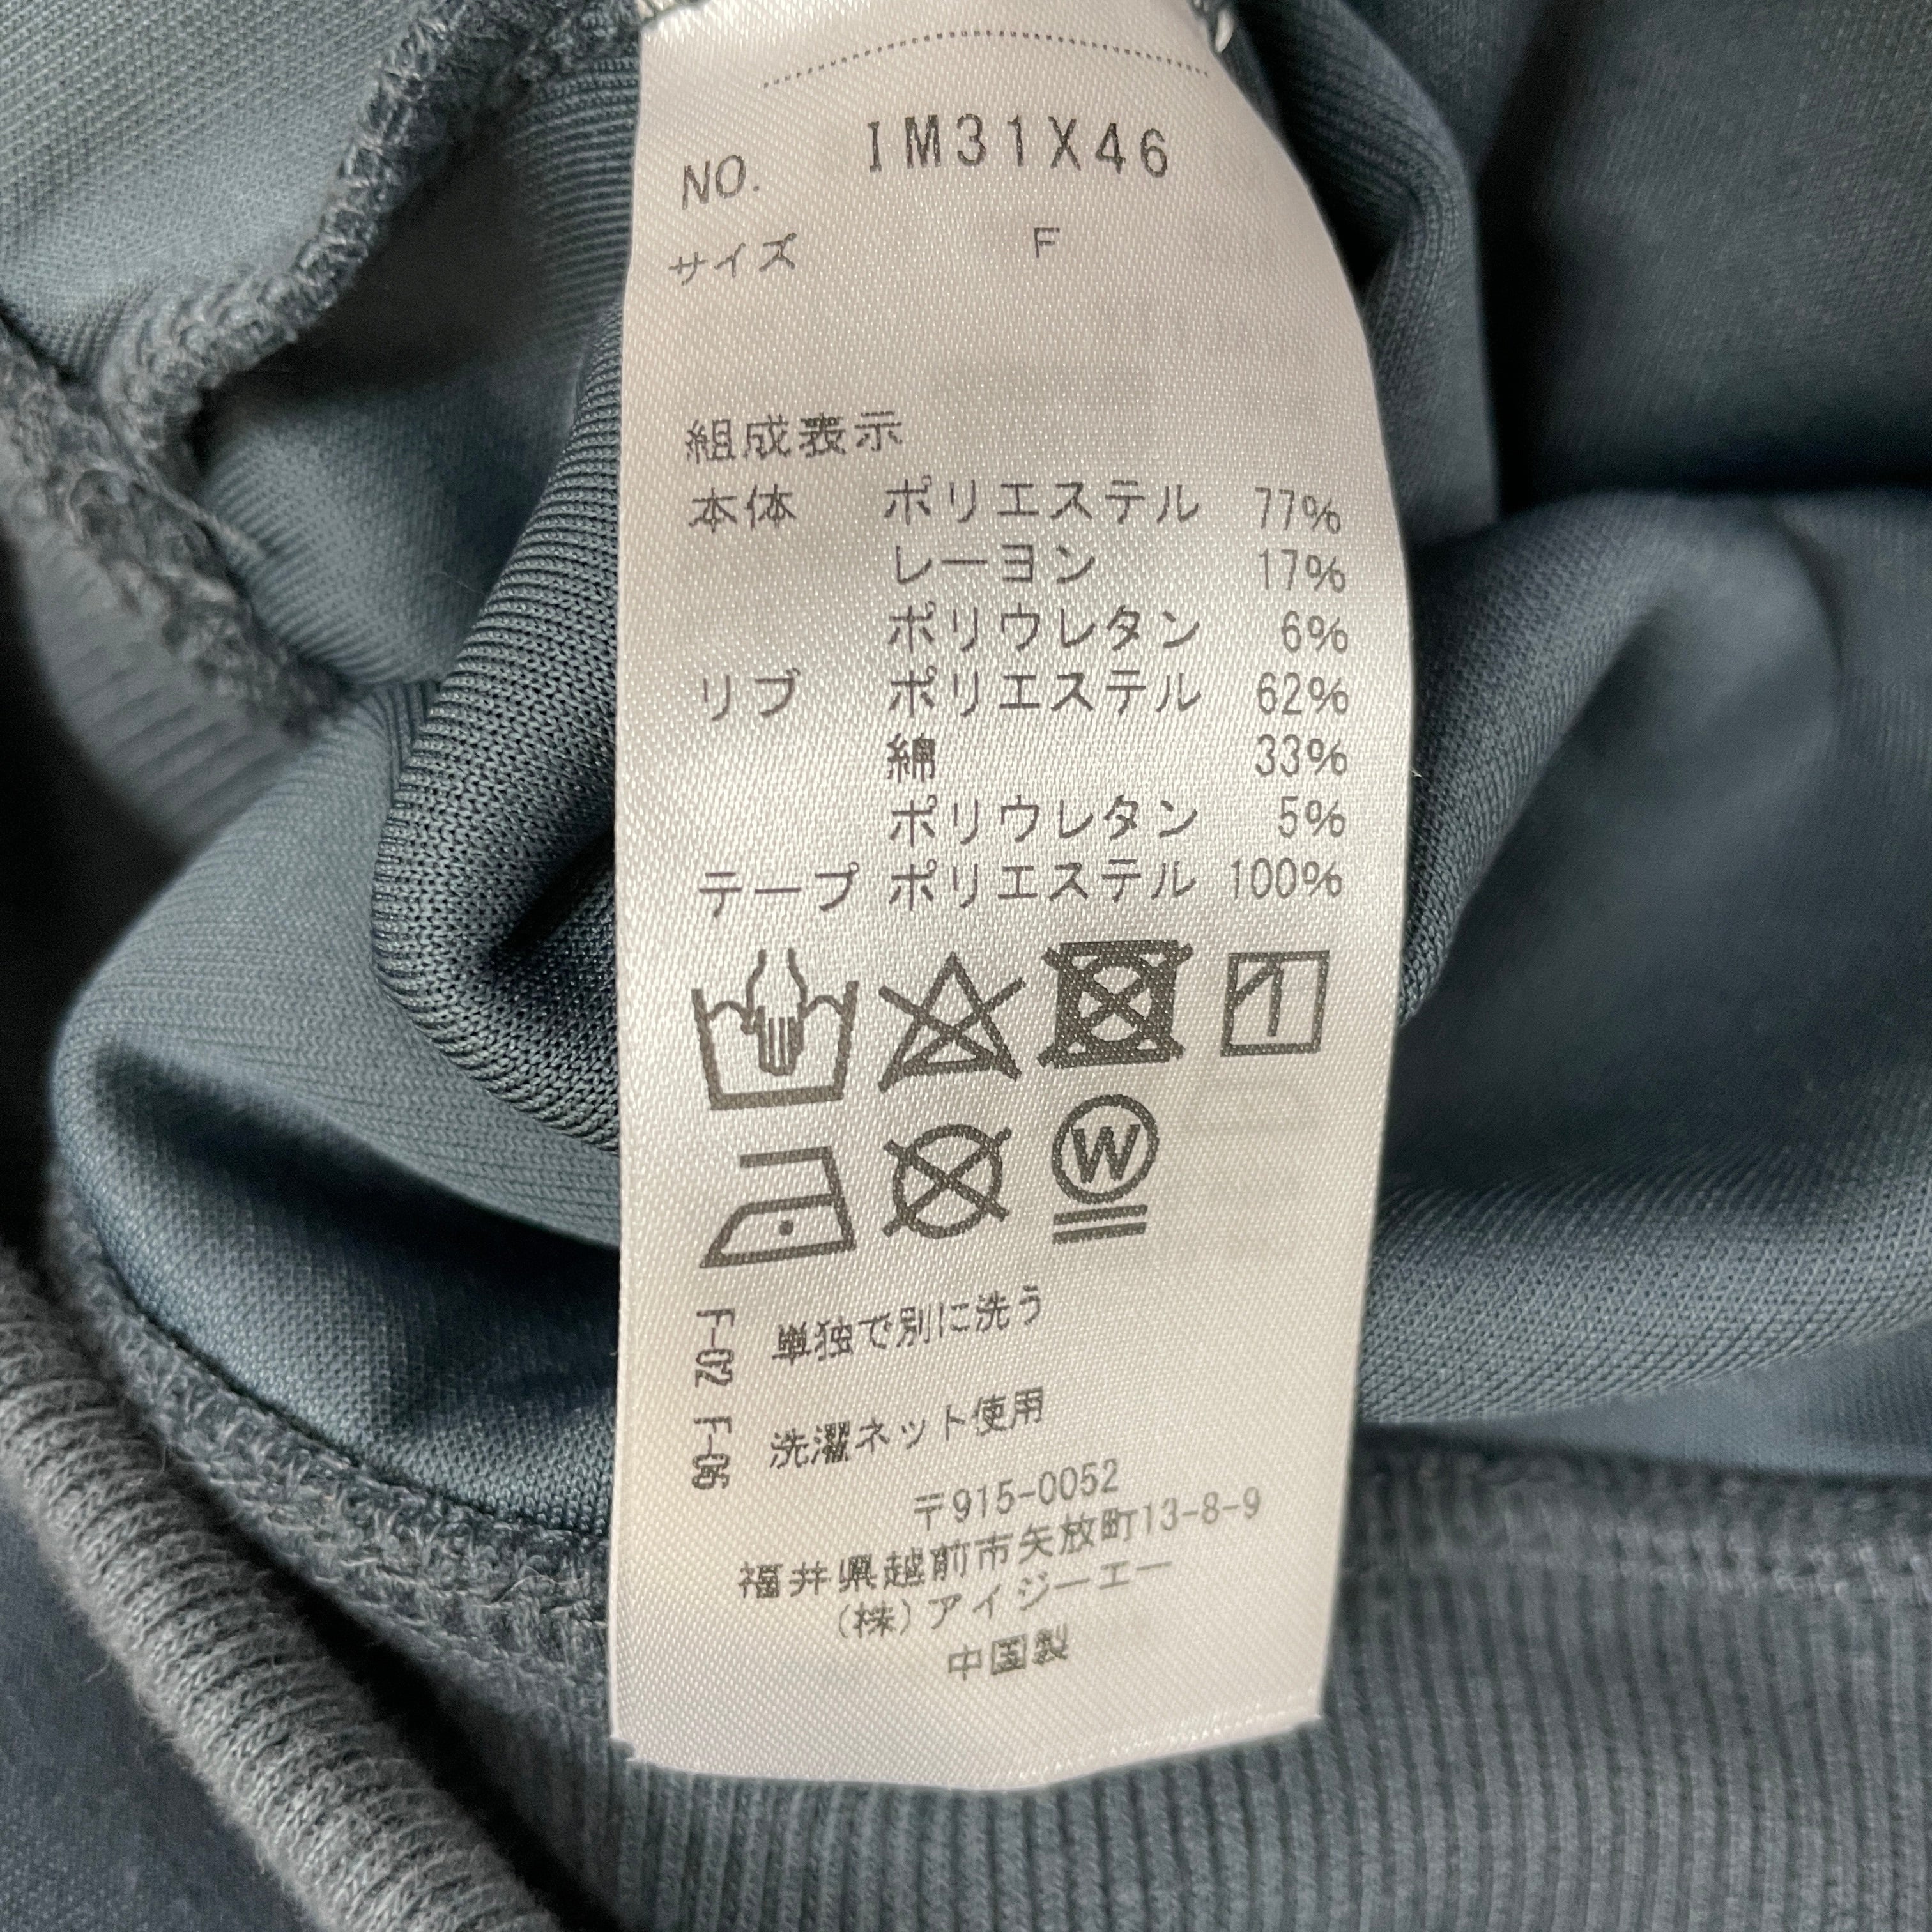 NO. IM31X46
サイズ F
組成表示
本体 ポリエステル 77%
レーヨン 17%
ポリウレタン 6%
リブ ポリエステル 62%
綿 33%
ポリウレタン 5%
テープ ポリエステル 100%
W
F-02 単独で別に洗う
F-06 洗濯ネット使用
〒915-0052
福井県越前市矢放町13-8-9
(株)アイジーエー
中国製